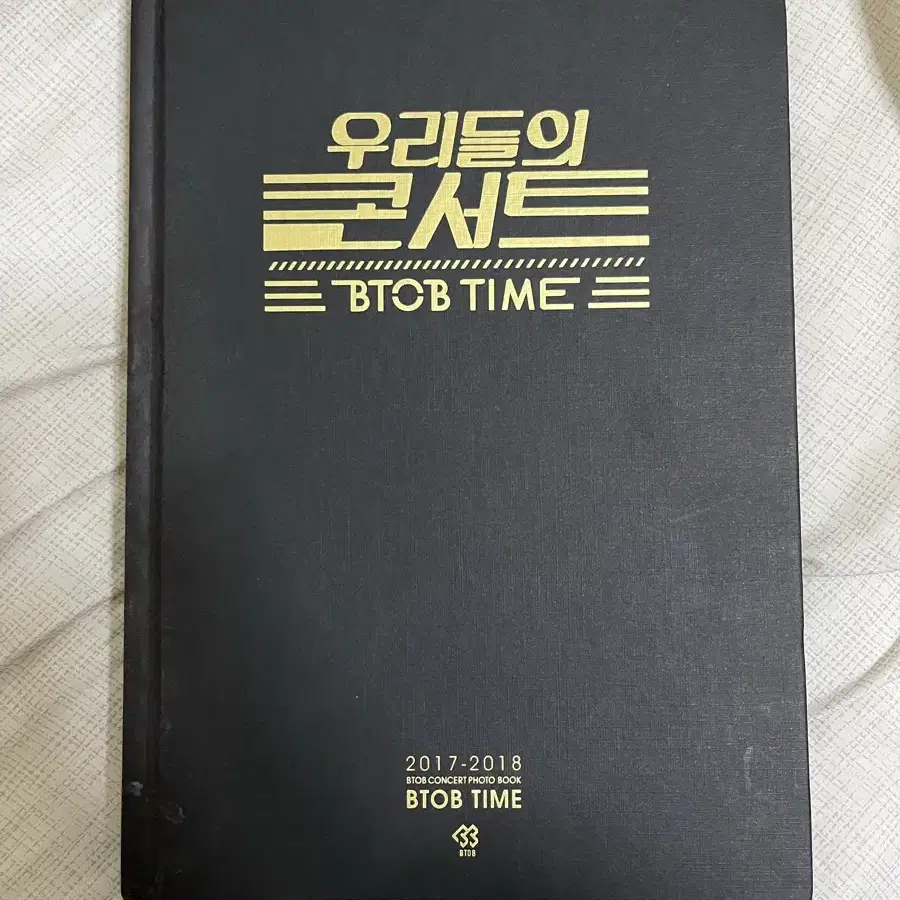 우리들의
콘서트
BTOB TIME
2017-2018
BTOB CONCERT PHOTO BOOK
BTOB TIME
BTOB